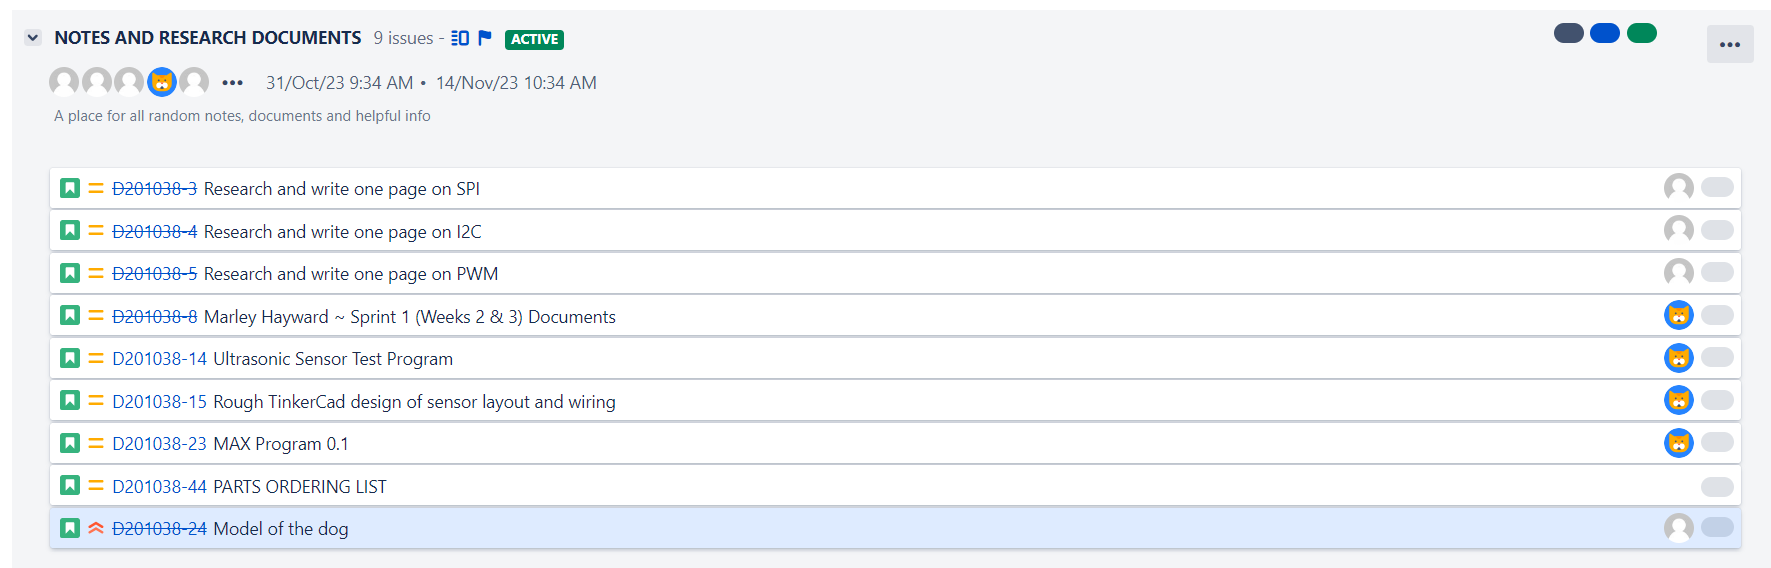 NOTES AND RESEARCH DOCUMENTS 9 issues - ACTIVE
31/Oct/23 9:34 AM • 14/Nov/23 10:34 AM
A place for all random notes, documents and helpful info
D201038-3 Research and write one page on SPI
D201038-4 Research and write one page on I2C
D201038-5 Research and write one page on PWM
D201038-8 Marley Hayward ~ Sprint 1 (Weeks 2 & 3) Documents
D201038-14 Ultrasonic Sensor Test Program
D201038-15 Rough TinkerCad design of sensor layout and wiring
D201038-23 MAX Program 0.1
D201038-44 PARTS ORDERING LIST
D201038-24 Model of the dog